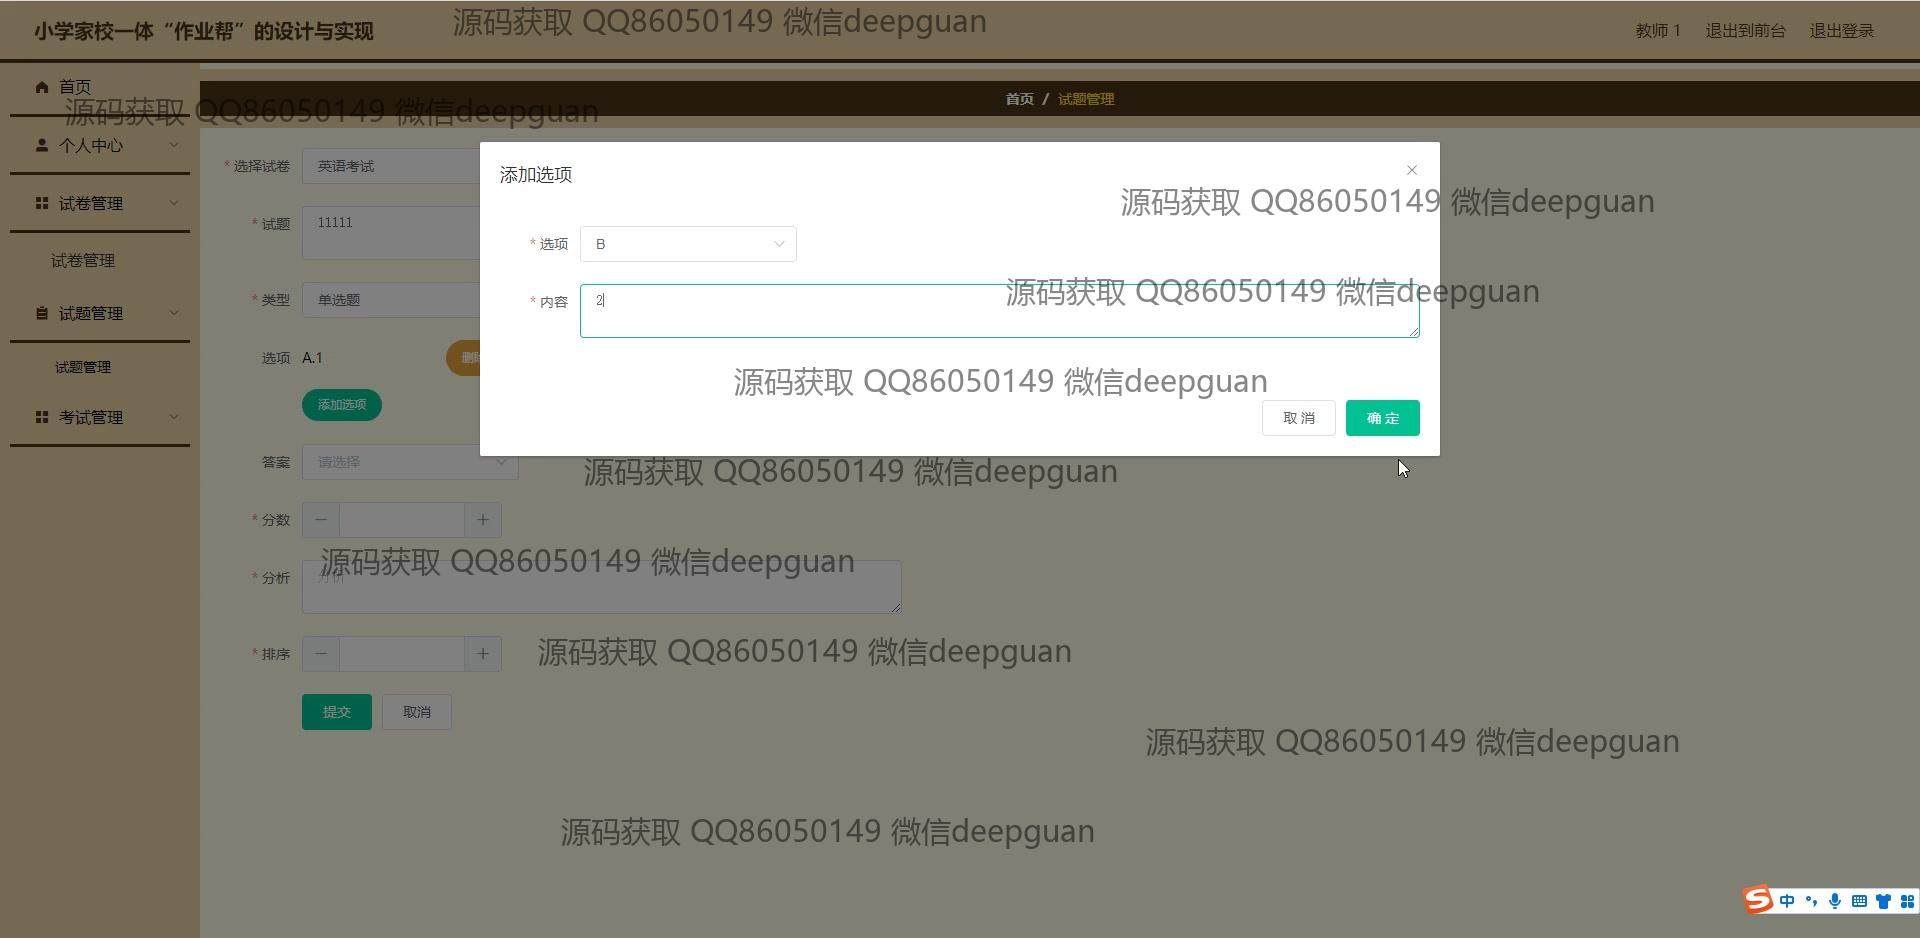 小学家校一体“作业帮”的设计与实现
源码获取 QQ86050149 微信deepguan
教师 1 退出到前台 退出登录
首页
源码获取 QQ86050149 微信deepguan
首页 / 试题管理
个人中心
试卷管理
试卷管理
试题管理
试题管理
考试管理
* 选择试卷 英语考试
* 试题 11111
* 类型 单选题
选项 A.1
添加选项
答案 请选择
* 分数
* 分析
* 排序
提交 取消
添加选项
源码获取 QQ86050149 微信deepguan
* 选项 B
* 内容 2
源码获取 QQ86050149 微信deepguan
源码获取 QQ86050149 微信deepguan
取消 确定
源码获取 QQ86050149 微信deepguan
源码获取 QQ86050149 微信deepguan
源码获取 QQ86050149 微信deepguan
源码获取 QQ86050149 微信deepguan
源码获取 QQ86050149 微信deepguan
中